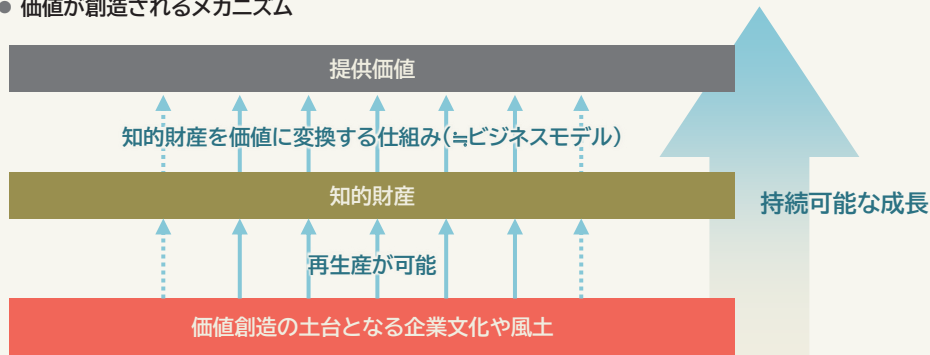 ● 価値が創造されるメカニズム
提供価値
知的財産を価値に変換する仕組み(≒ビジネスモデル)
知的財産
持続可能な成長
再生産が可能
価値創造の土台となる企業文化や風土